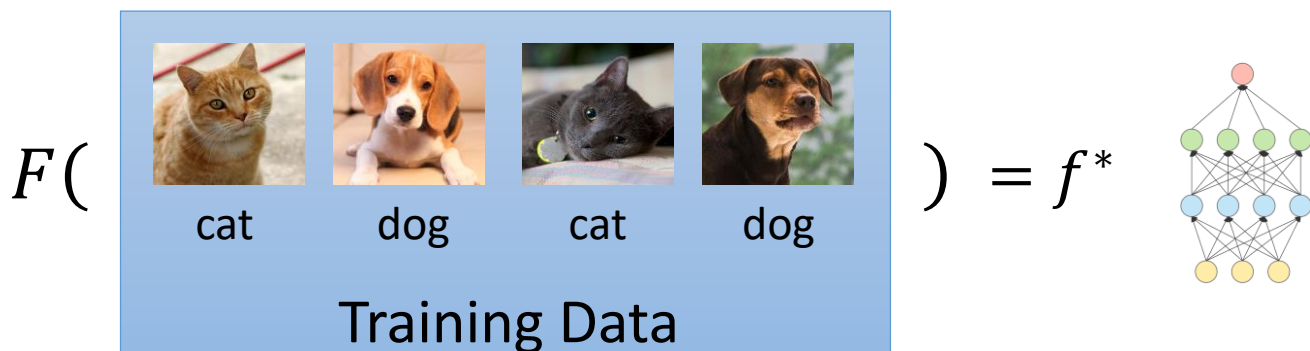 F( ) = f*
cat dog cat dog
Training Data